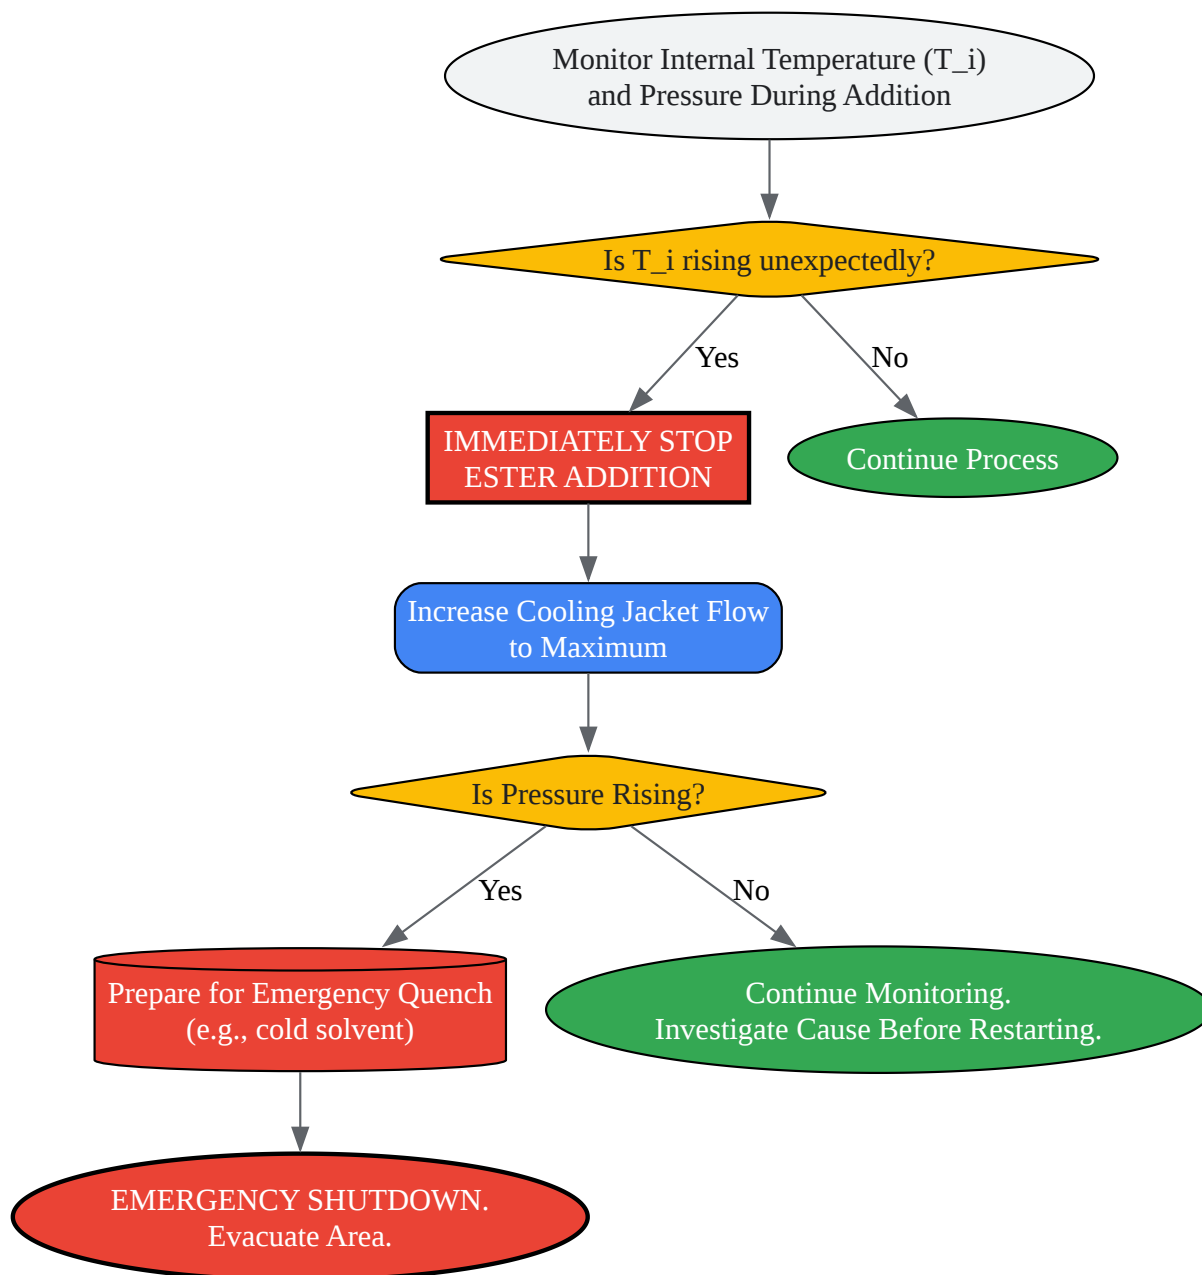 Monitor Internal Temperature (T_i)
and Pressure During Addition
Is T_i rising unexpectedly?
Yes
No
IMMEDIATELY STOP
ESTER ADDITION
Continue Process
Increase Cooling Jacket Flow
to Maximum
Is Pressure Rising?
Yes
No
Prepare for Emergency Quench
(e.g., cold solvent)
Continue Monitoring.
Investigate Cause Before Restarting.
EMERGENCY SHUTDOWN.
Evacuate Area.